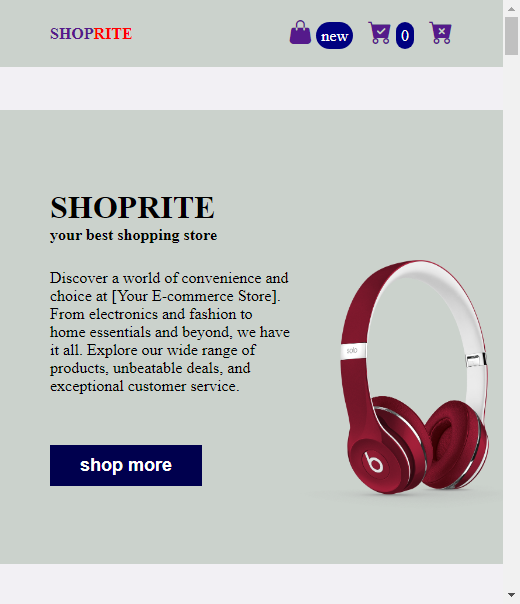 SHOPRITE
new
0
SHOPRITE
your best shopping store
Discover a world of convenience and
choice at [Your E-commerce Store].
From electronics and fashion to
home essentials and beyond, we have
it all. Explore our wide range of
products, unbeatable deals, and
exceptional customer service.
solo
b
shop more